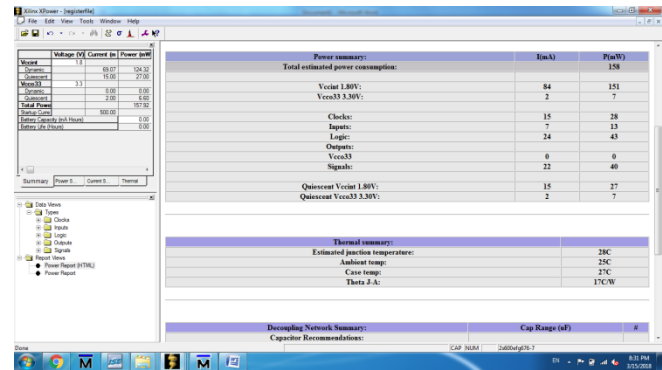 Xilinx XPower - [registerfile]
File Edit View Tools Window Help
Voltage (V) Current (m Power (mW
Vccint 1.8
Dynamic 69.07 124.32
Quiescent 15.00 27.00
Vcco33 3.3
Dynamic 0.00 0.00
Quiescent 2.00 6.60
Total Powe 157.92
Startup Curre 500.00
Battery Capacity (mA Hours) 0.00
Battery Life (Hours) 0.00
Summary Power S... Current S... Thermal
Data Views
Types
Clocks
Inputs
Logic
Outputs
Signals
Report Views
Power Report (HTML)
Power Report
Power summary: I(mA) P(mW)
Total estimated power consumption: 158
Vccint 1.80V: 84 151
Vcco33 3.30V: 2 7
Clocks: 15 28
Inputs: 7 13
Logic: 24 43
Outputs:
Vcco33 0 0
Signals: 22 40
Quiescent Vccint 1.80V: 15 27
Quiescent Vcco33 3.30V: 2 7
Thermal summary:
Estimated junction temperature: 28C
Ambient temp: 25C
Case temp: 27C
Theta J-A: 17C/W
Decoupling Network Summary: Cap Range (uF) #
Capacitor Recommendations:
Done CAP NUM 2s600efg676-7
EN 8:31 PM
3/15/2018